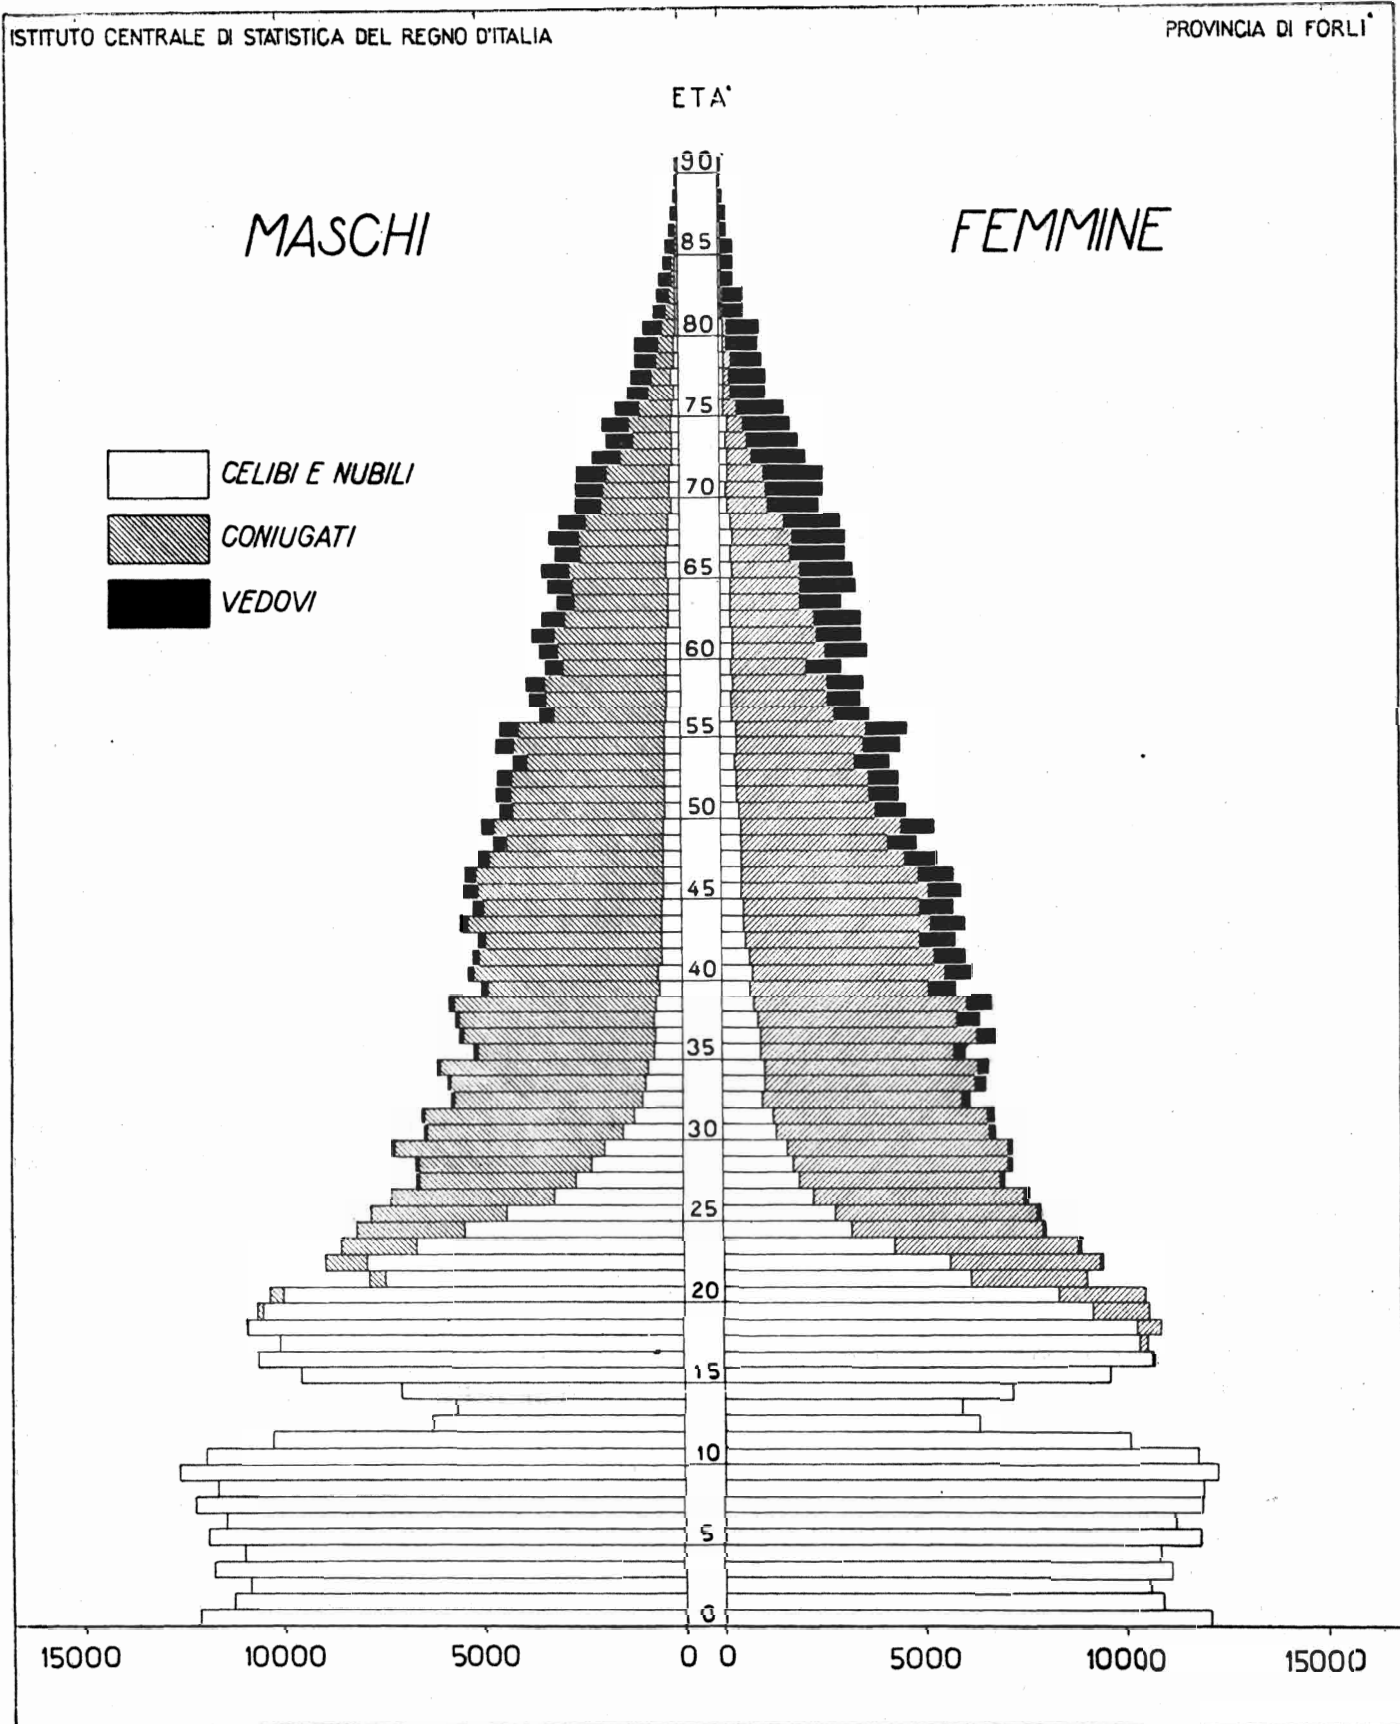 ISTITUTO CENTRALE DI STATISTICA DEL REGNO D'ITALIA
PROVINCIA DI FORLI'
ETA'
MASCHI
FEMMINE
90
85
80
75
70
65
60
55
50
45
40
35
30
25
20
15
10
5
0
CELIBI E NUBILI
CONIUGATI
VEDOVI
15000 10000 5000 0 0 5000 10000 15000